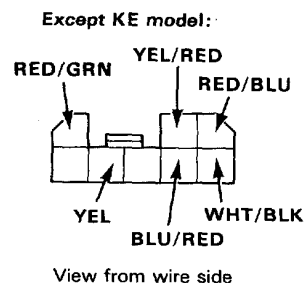 Except KE model:
YEL/RED
RED/GRN
RED/BLU
YEL
WHT/BLK
BLU/RED
View from wire side